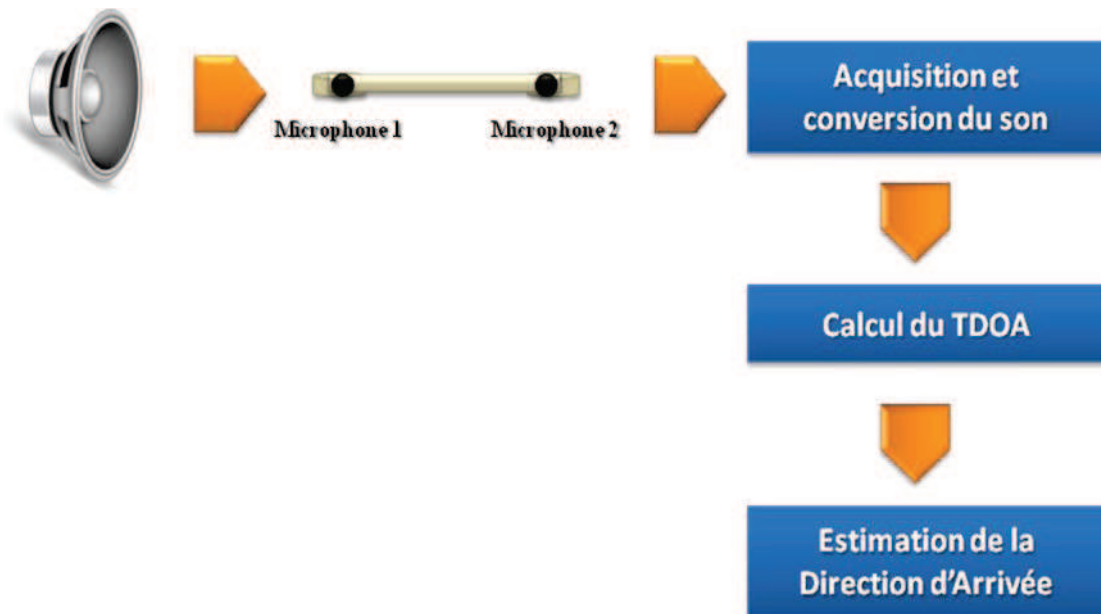 Microphone 1
Microphone 2
Acquisition et
conversion du son
Calcul du TDOA
Estimation de la
Direction d'Arrivée